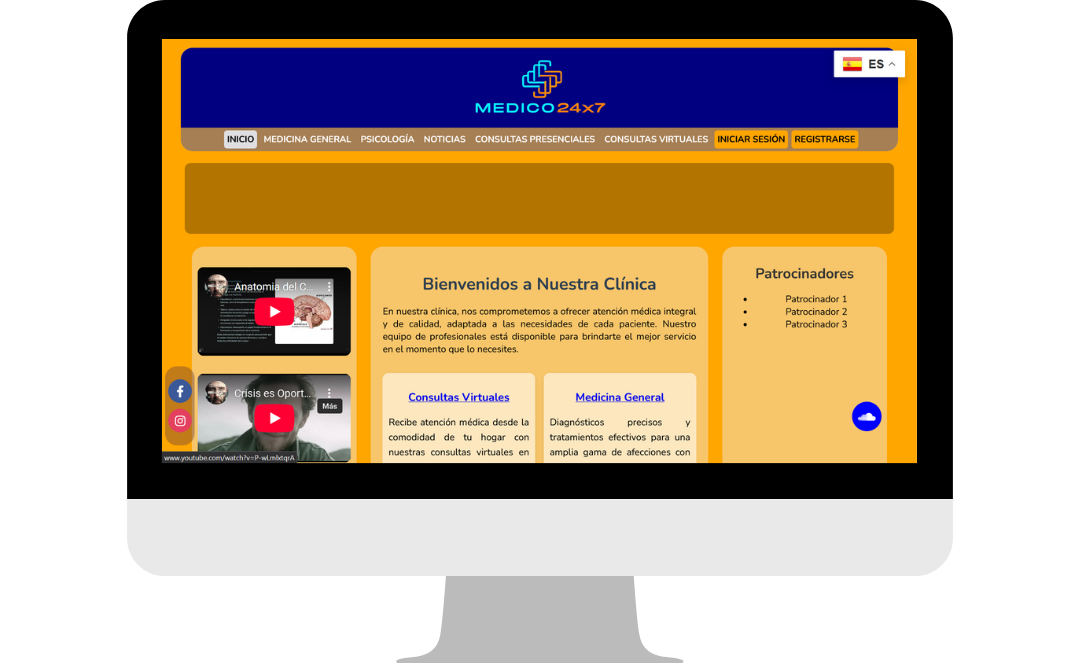 ES
MEDICO24x7
INICIO MEDICINA GENERAL PSICOLOGÍA NOTICIAS CONSULTAS PRESENCIALES CONSULTAS VIRTUALES INICIAR SESIÓN REGISTRARSE
Anatomia del C...
Crisis es Oport...
Más
www.youtube.com/watch?v=P-wLmlxtqrA
Bienvenidos a Nuestra Clínica
En nuestra clínica, nos comprometemos a ofrecer atención médica integral
y de calidad, adaptada a las necesidades de cada paciente. Nuestro
equipo de profesionales está disponible para brindarte el mejor servicio
en el momento que lo necesites.
Consultas Virtuales
Recibe atención médica desde la
comodidad de tu hogar con
nuestras consultas virtuales en
Medicina General
Diagnósticos precisos y
tratamientos efectivos para una
amplia gama de afecciones con
Patrocinadores
Patrocinador 1
Patrocinador 2
Patrocinador 3